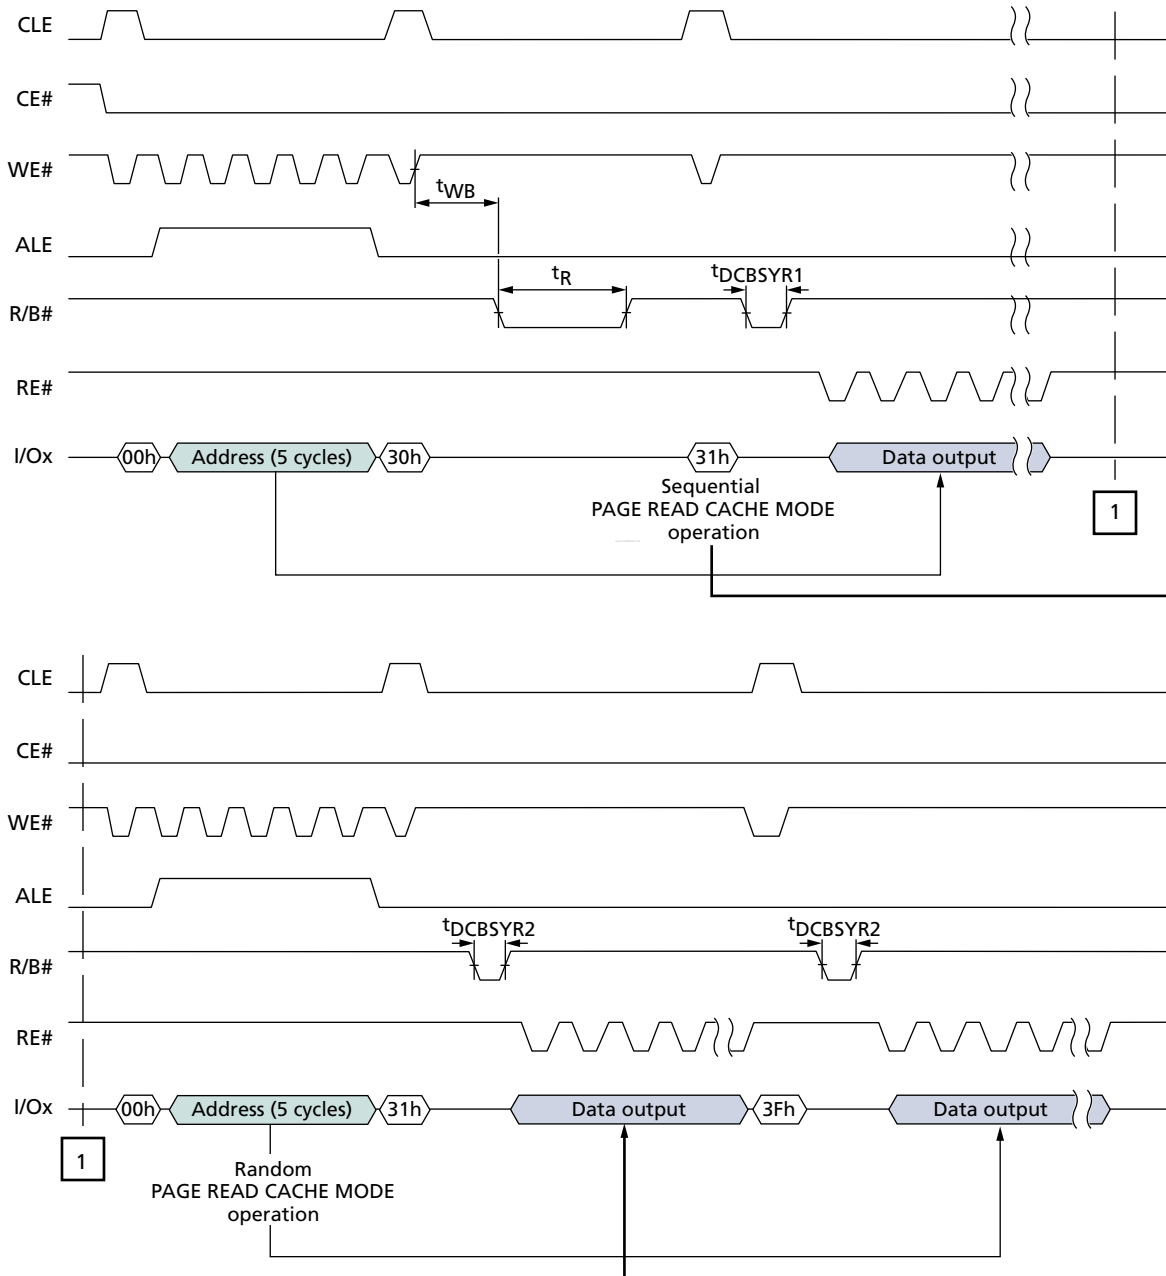 CLE
CE#
WE#
tWB
ALE
tR
tDCBSYR1
R/B#
RE#
I/Ox
00h
Address (5 cycles)
30h
31h
Data output
Sequential
PAGE READ CACHE MODE
operation
1
CLE
CE#
WE#
ALE
tDCBSYR2
tDCBSYR2
R/B#
RE#
I/Ox
00h
Address (5 cycles)
31h
Data output
3Fh
Data output
1
Random
PAGE READ CACHE MODE
operation